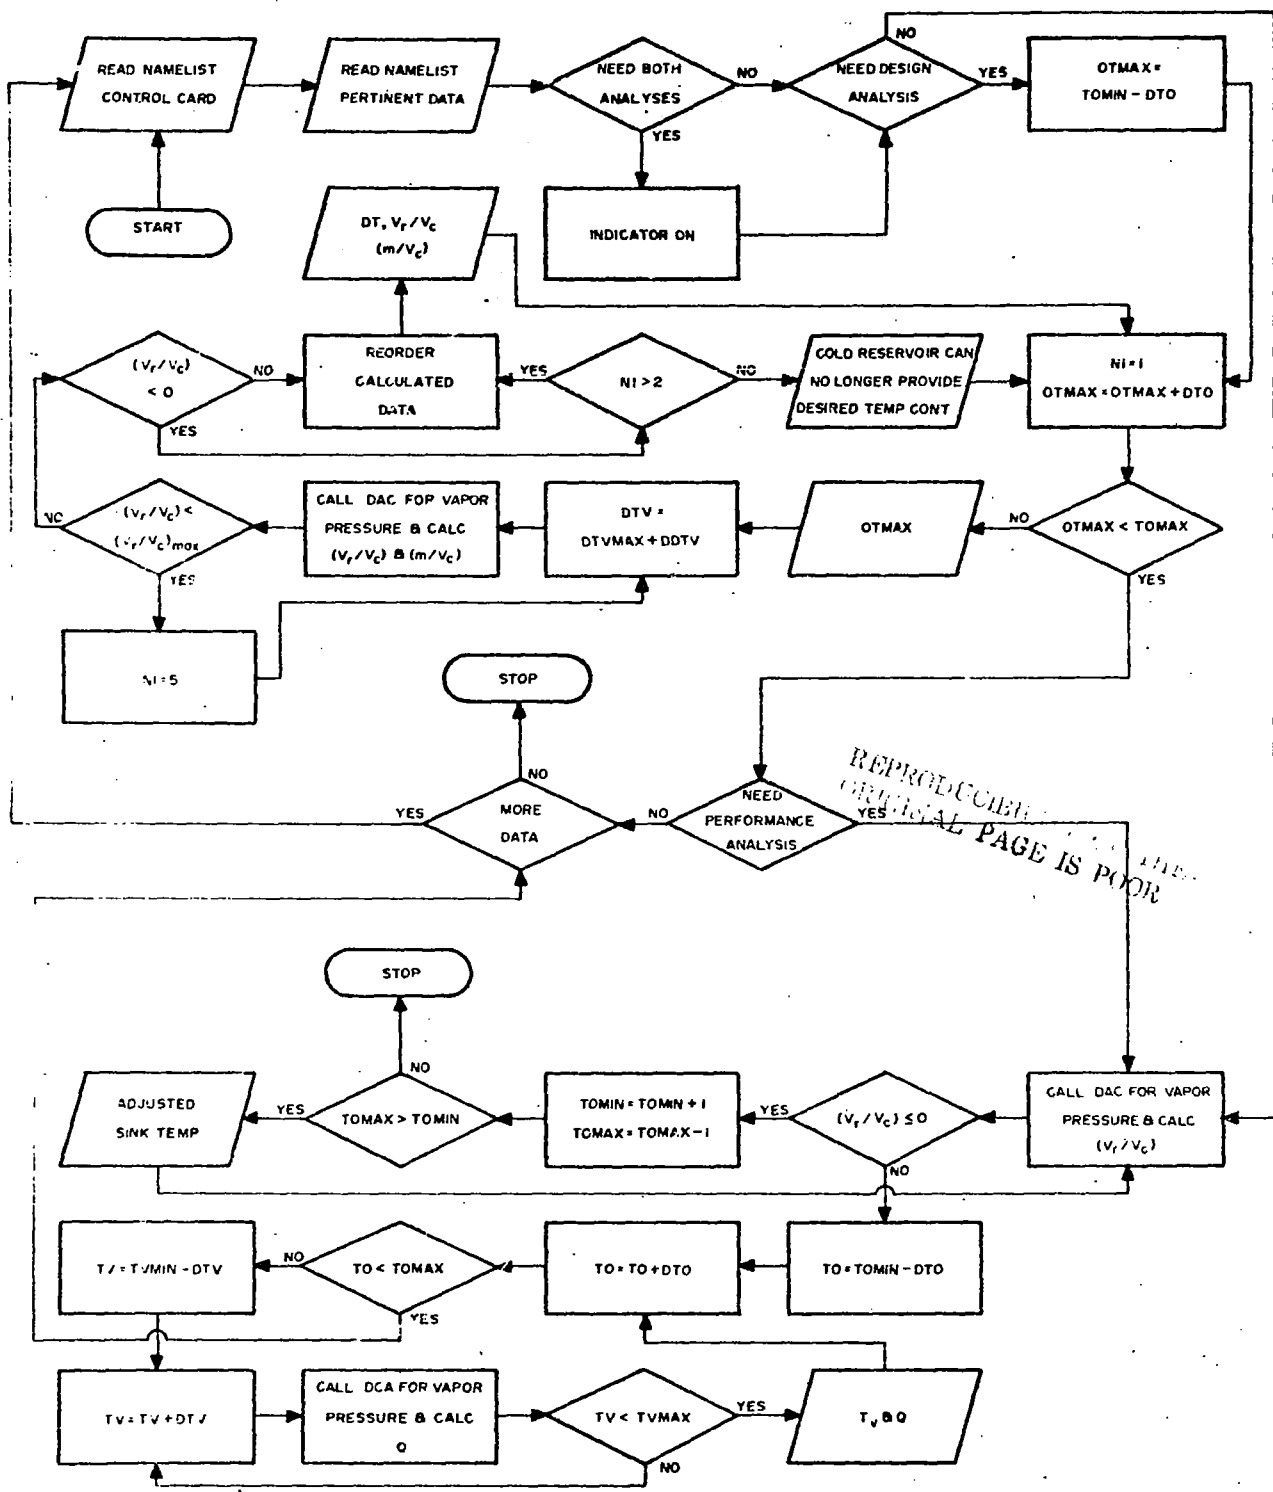 NO
READ NAMELIST
CONTROL CARD
READ NAMELIST
PERTINENT DATA
NEED BOTH
ANALYSES
NO
NEED DESIGN
ANALYSIS
YES
OTMAX =
TOMIN - DTO
YES
START
DT, Vr/Vc
(m/Vc)
INDICATOR ON
(Vr/Vc)
< 0
NO
REORDER
CALCULATED
DATA
YES
NI > 2
NO
COLD RESERVOIR CAN
NO LONGER PROVIDE
DESIRED TEMP CONT
NI = 1
OTMAX = OTMAX + DTO
YES
NO
(Vr/Vc) <
(Vr/Vc)max
YES
CALL DAC FOR VAPOR
PRESSURE & CALC
(Vr/Vc) & (m/Vc)
DTV =
DTVMAX + DDTV
OTMAX
NO
OTMAX < TOMAX
YES
NI = 5
STOP
NO
YES
MORE
DATA
NO
NEED
PERFORMANCE
ANALYSIS
YES
ORIGINAL PAGE IS POOR
STOP
NO
ADJUSTED
SINK TEMP
YES
TOMAX > TOMIN
TOMIN = TOMIN + 1
TOMAX = TOMAX - 1
YES
(Vr/Vc) ≤ 0
NO
CALL DAC FOR VAPOR
PRESSURE & CALC
(Vr/Vc)
TV = TVMIN - DTV
NO
TO < TOMAX
YES
TO = TO + DTO
TO = TOMIN - DTO
TV = TV + DTV
CALL DCA FOR VAPOR
PRESSURE & CALC
Q
TV < TVMAX
YES
NO
Tv & Q